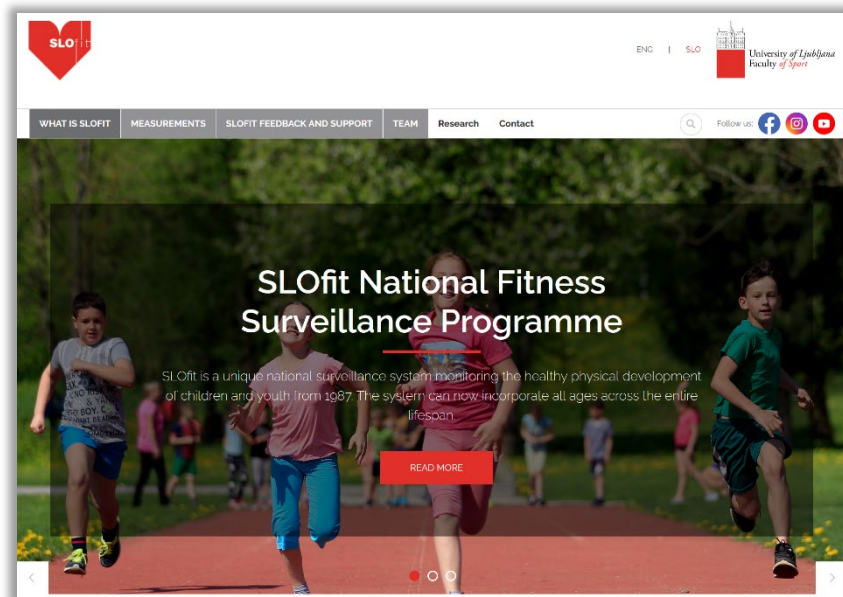 SLOfit
ENG | SLO
University of Ljubljana
Faculty of Sport
WHAT IS SLOFIT MEASUREMENTS SLOFIT FEEDBACK AND SUPPORT TEAM Research Contact Follow us:
SLOfit National Fitness
Surveillance Programme
SLOfit is a unique national surveillance system monitoring the healthy physical development
of children and youth from 1987. The system can now incorporate all ages across the entire
lifespan.
READ MORE